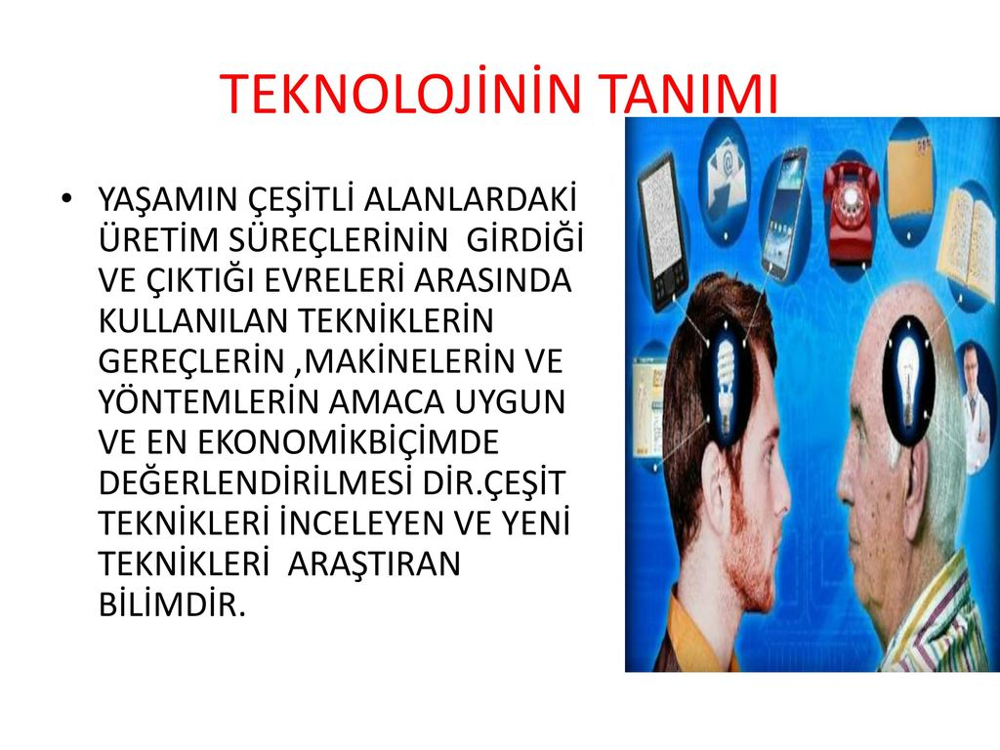 TEKNOLOJİNİN TANIMI
• YAŞAMIN ÇEŞİTLİ ALANLARDAKİ
ÜRETİM SÜREÇLERİNİN  GİRDİĞİ
VE ÇIKTIĞI EVRELERİ ARASINDA
KULLANILAN TEKNİKLERİN
GEREÇLERİN ,MAKİNELERİN VE
YÖNTEMLERİN AMACA UYGUN
VE EN EKONOMİKBİÇİMDE
DEĞERLENDİRİLMESİ DİR.ÇEŞİT
TEKNİKLERİ İNCELEYEN VE YENİ
TEKNİKLERİ  ARAŞTIRAN
BİLİMDİR.